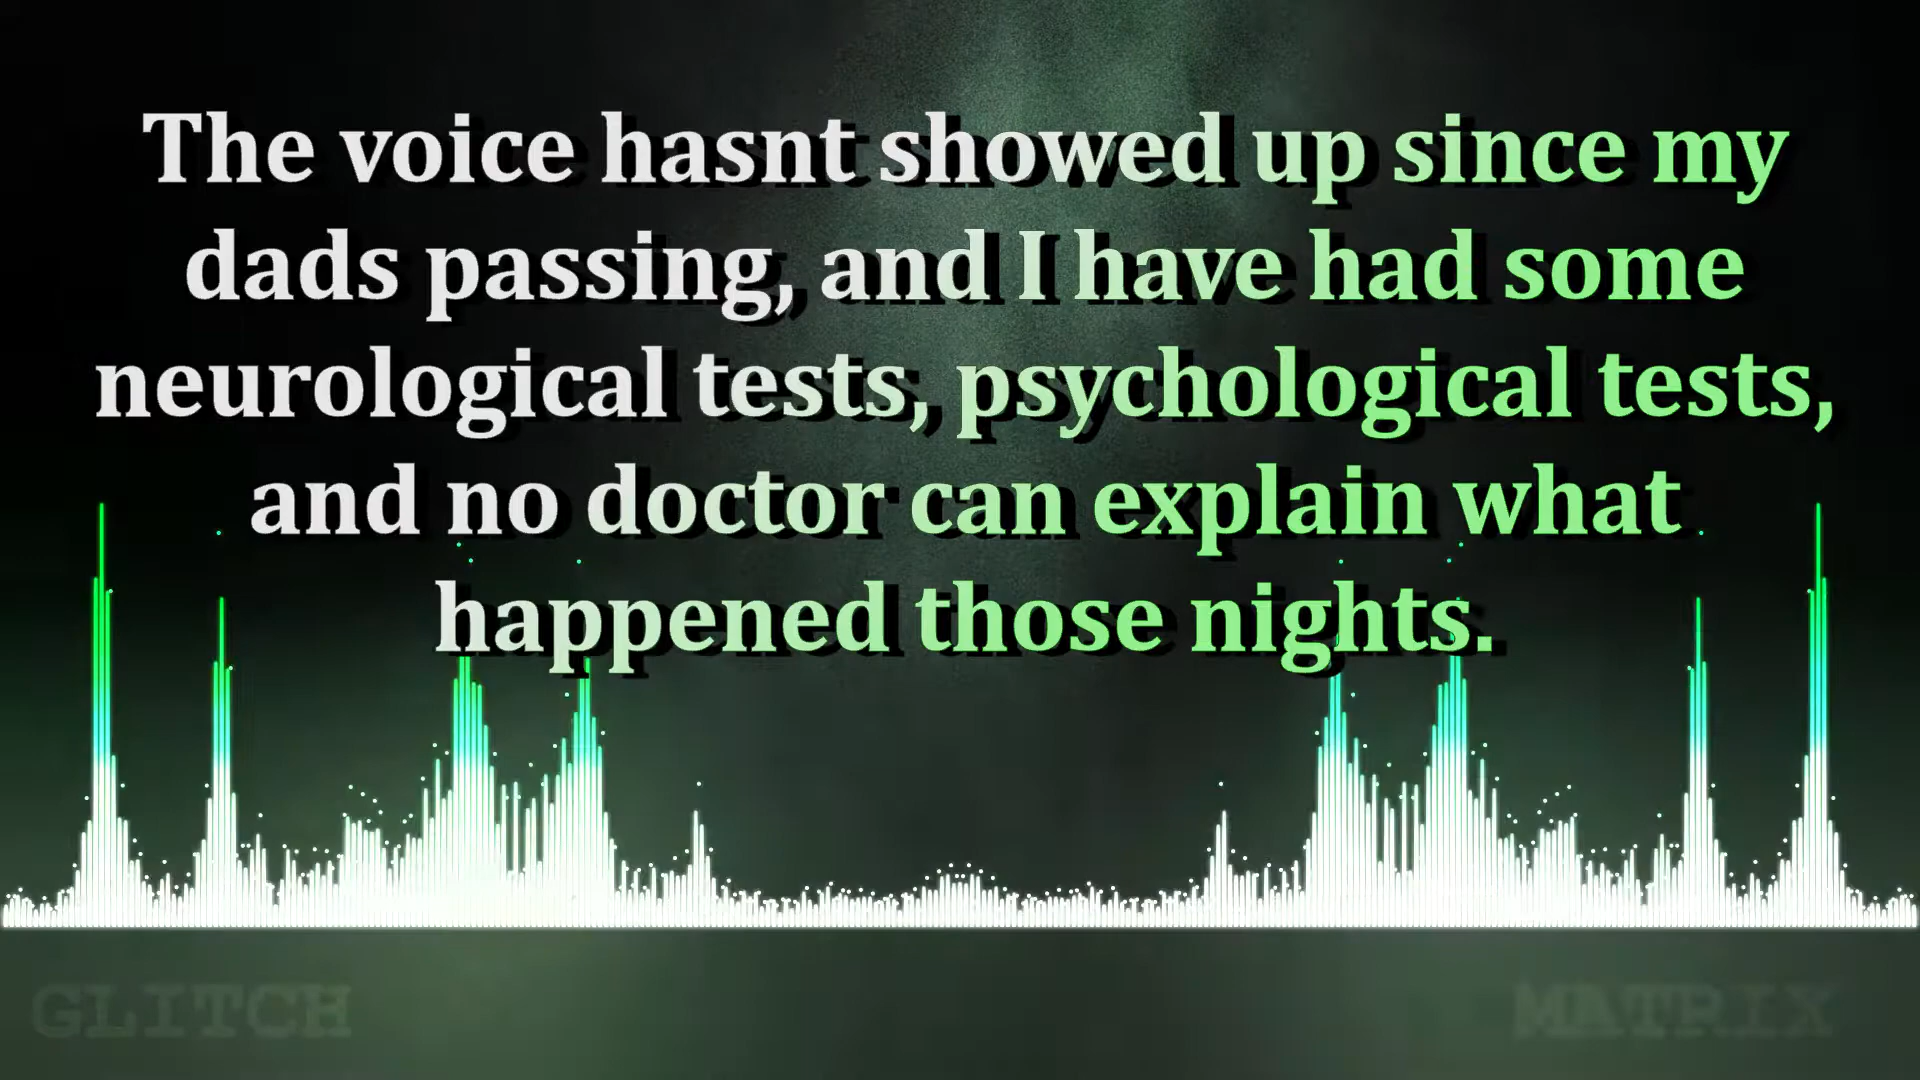 The voice hasnt showed up since my
dads passing, and I have had some
neurological tests, psychological tests,
and no doctor can explain what
happened those nights.
GLITCH
MATRIX